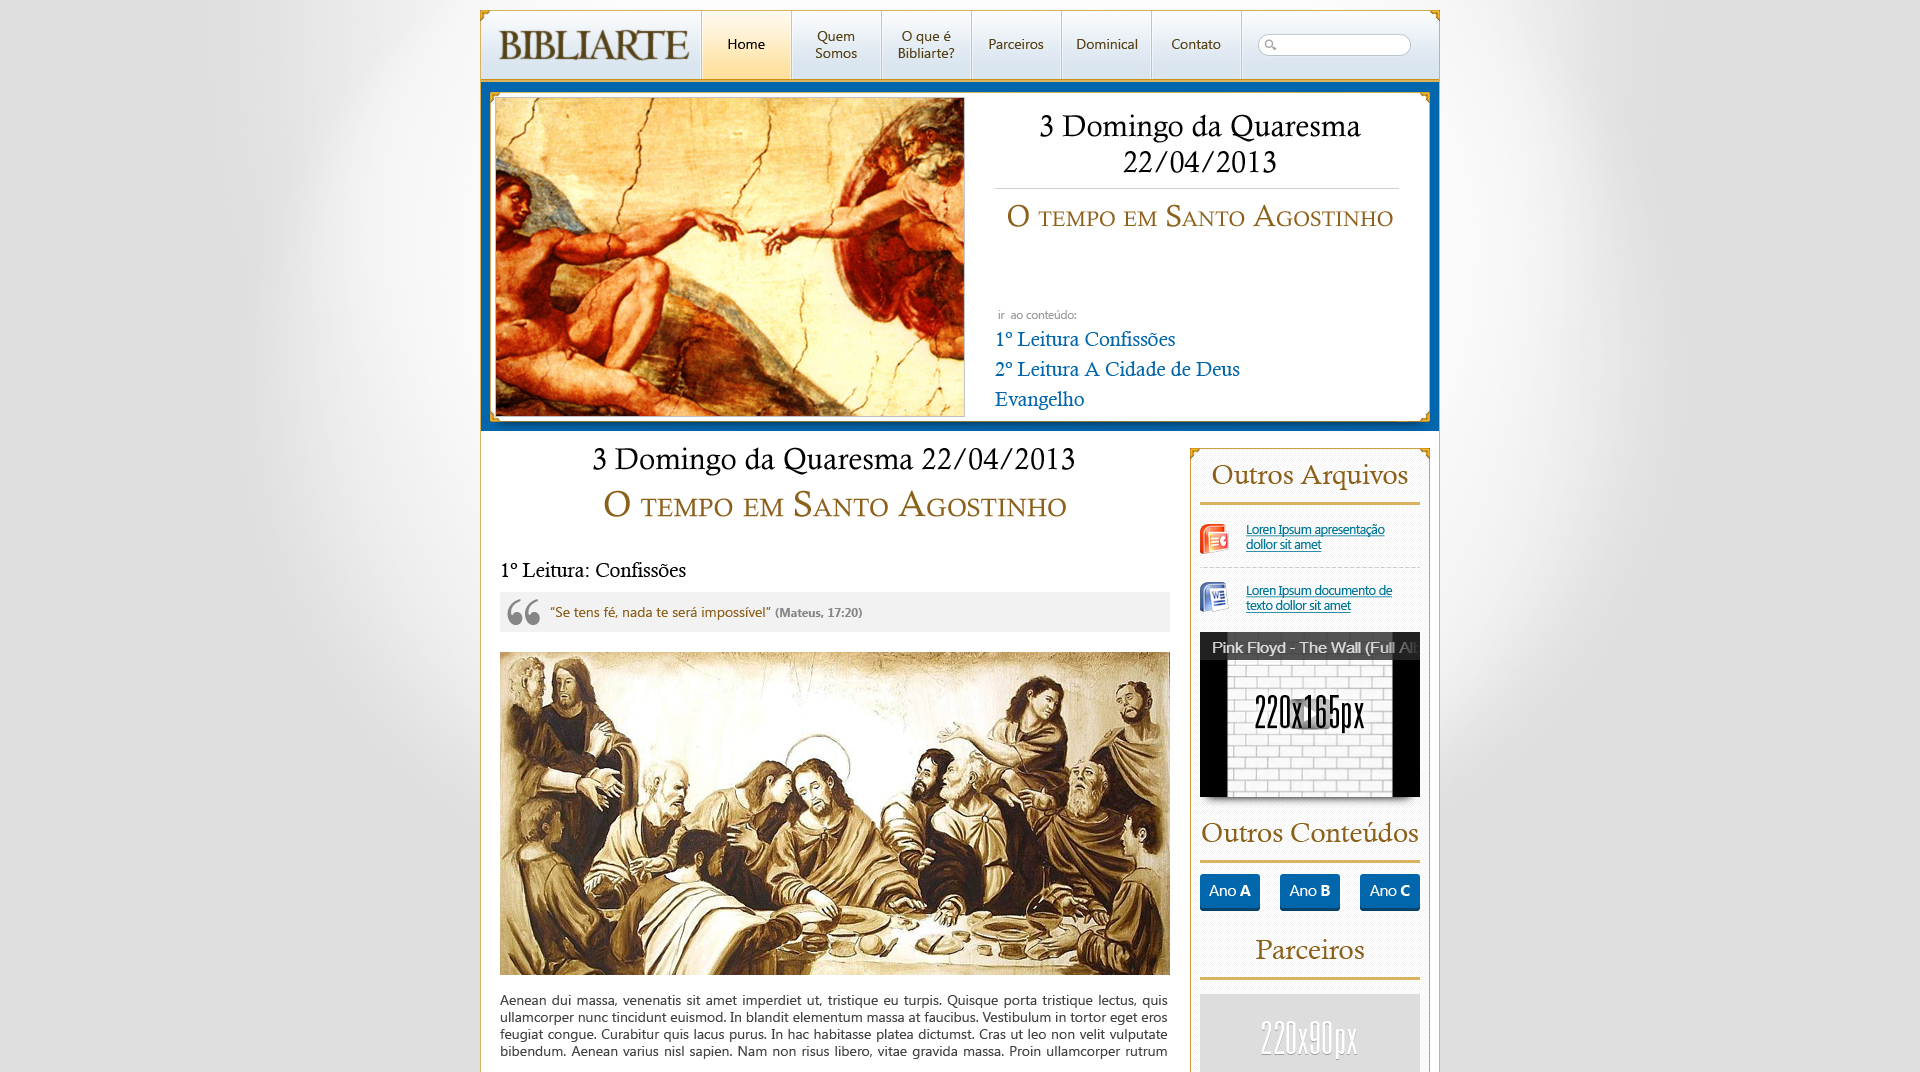 BIBLIARTE
Home
Quem
Somos
O que é
Bibliarte?
Parceiros
Dominical
Contato
3 Domingo da Quaresma
22/04/2013
O tempo em Santo Agostinho
ir ao conteúdo:
1º Leitura Confissões
2º Leitura A Cidade de Deus
Evangelho
3 Domingo da Quaresma 22/04/2013
O tempo em Santo Agostinho
1º Leitura: Confissões
“Se tens fé, nada te será impossível” (Mateus, 17:20)
Aenean dui massa, venenatis sit amet imperdiet ut, tristique eu turpis. Quisque porta tristique lectus, quis
ullamcorper nunc tincidunt euismod. In blandit elementum massa at faucibus. Vestibulum in tortor eget eros
feugiat congue. Curabitur quis lacus purus. In hac habitasse platea dictumst. Cras ut leo non velit vulputate
bibendum. Aenean varius nisl sapien. Nam non risus libero, vitae gravida massa. Proin ullamcorper rutrum
Outros Arquivos
Loren Ipsum apresentação
dollor sit amet
Loren Ipsum documento de
texto dollor sit amet
Pink Floyd - The Wall (Full Al
220x165px
Outros Conteúdos
Ano A
Ano B
Ano C
Parceiros
220x90px